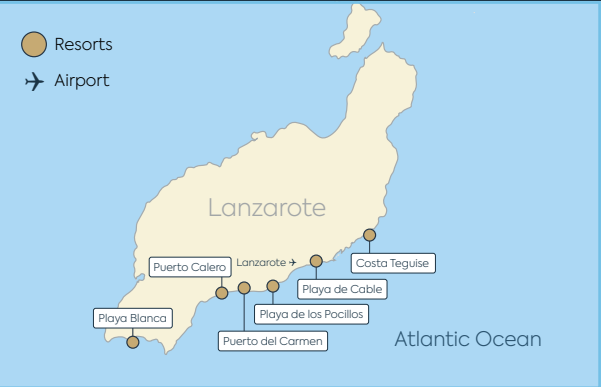 Resorts
Airport
Lanzarote
Costa Teguise
Lanzarote
Puerto Calero
Playa de Cable
Playa de los Pocillos
Playa Blanca
Puerto del Carmen
Atlantic Ocean